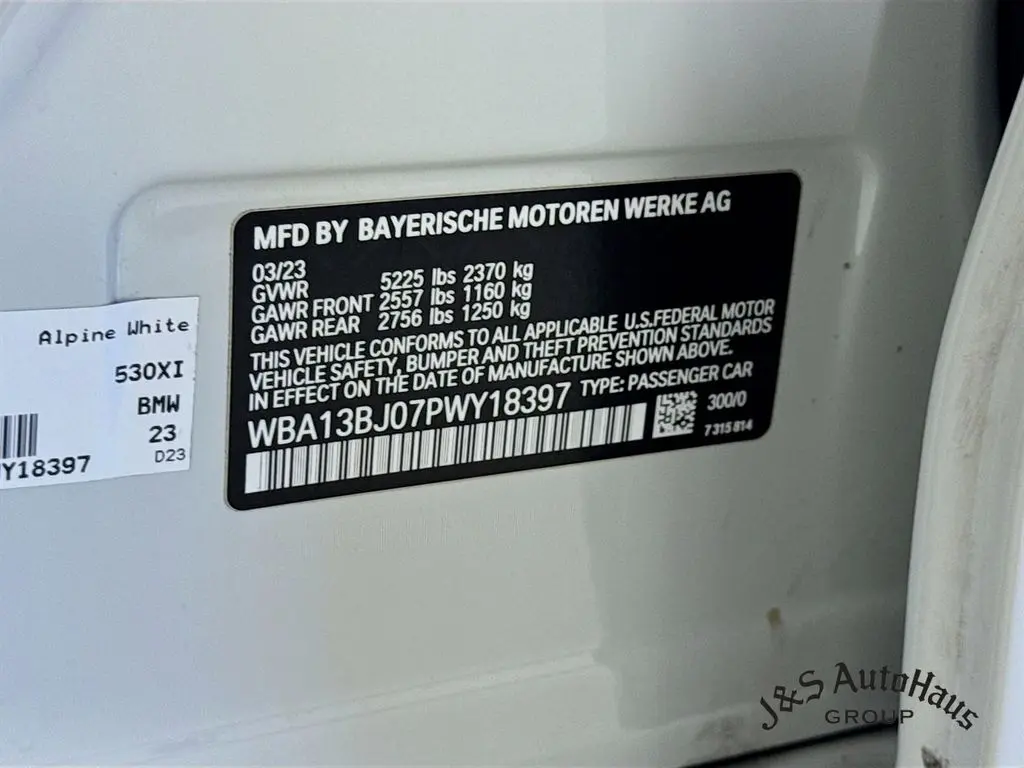 MFD BY BAYERISCHE MOTOREN WERKE AG
03/23
GVWR 5225 lbs 2370 kg
GAWR FRONT 2557 lbs 1160 kg
GAWR REAR 2756 lbs 1250 kg
THIS VEHICLE CONFORMS TO ALL APPLICABLE U.S.FEDERAL MOTOR
VEHICLE SAFETY, BUMPER AND THEFT PREVENTION STANDARDS
IN EFFECT ON THE DATE OF MANUFACTURE SHOWN ABOVE.
WBA13BJ07PWY18397 TYPE: PASSENGER CAR
300/0
7 315 814
Alpine White
530XI
BMW
23
D23
Y18397
J&S AutoHaus
GROUP